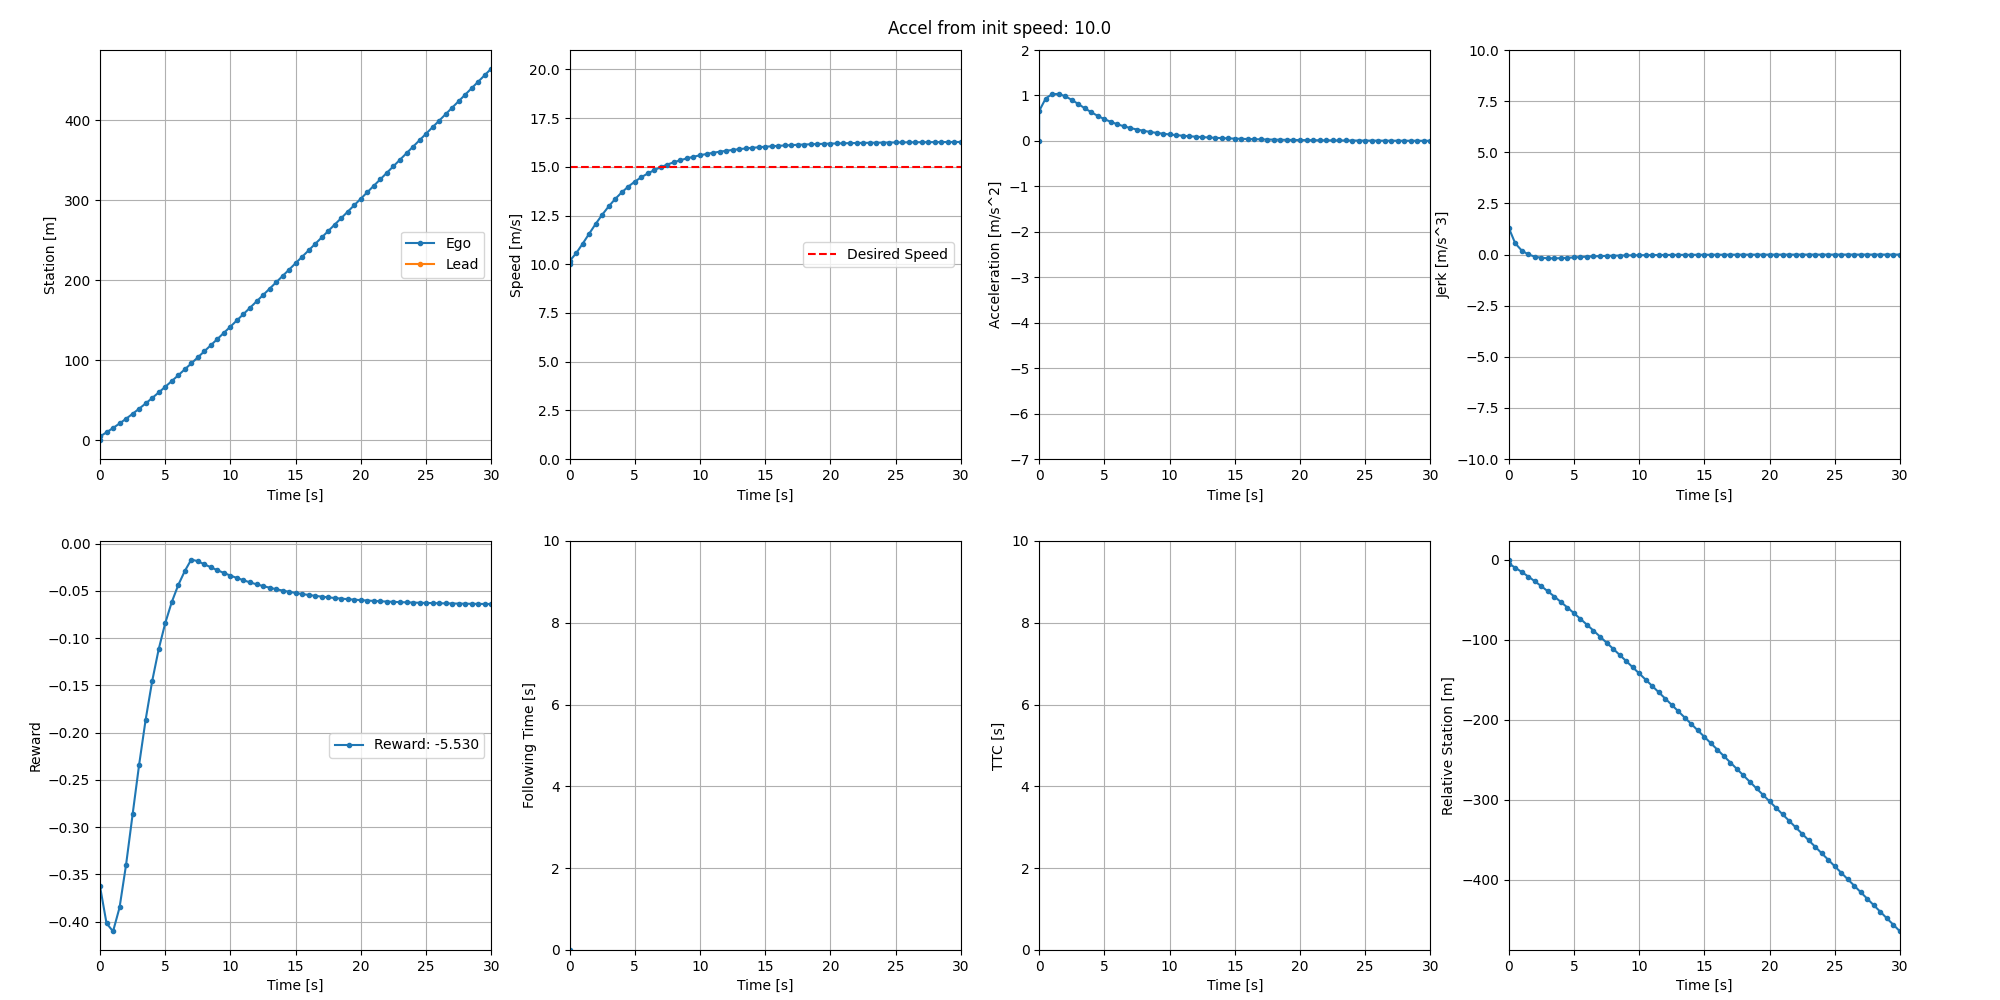 Accel from init speed: 10.0
Station [m]
400
300
200
100
0
Ego
Lead
0 5 10 15 20 25 30
Time [s]
Speed [m/s]
20.0
17.5
15.0
12.5
10.0
7.5
5.0
2.5
0.0
Desired Speed
0 5 10 15 20 25 30
Time [s]
Acceleration [m/s^2]
2
1
0
−1
−2
−3
−4
−5
−6
−7
0 5 10 15 20 25 30
Time [s]
Jerk [m/s^3]
10.0
7.5
5.0
2.5
0.0
−2.5
−5.0
−7.5
−10.0
0 5 10 15 20 25 30
Time [s]
Reward
0.00
−0.05
−0.10
−0.15
−0.20
−0.25
−0.30
−0.35
−0.40
Reward: -5.530
0 5 10 15 20 25 30
Time [s]
Following Time [s]
10
8
6
4
2
0
0 5 10 15 20 25 30
Time [s]
TTC [s]
10
8
6
4
2
0
0 5 10 15 20 25 30
Time [s]
Relative Station [m]
0
−100
−200
−300
−400
0 5 10 15 20 25 30
Time [s]